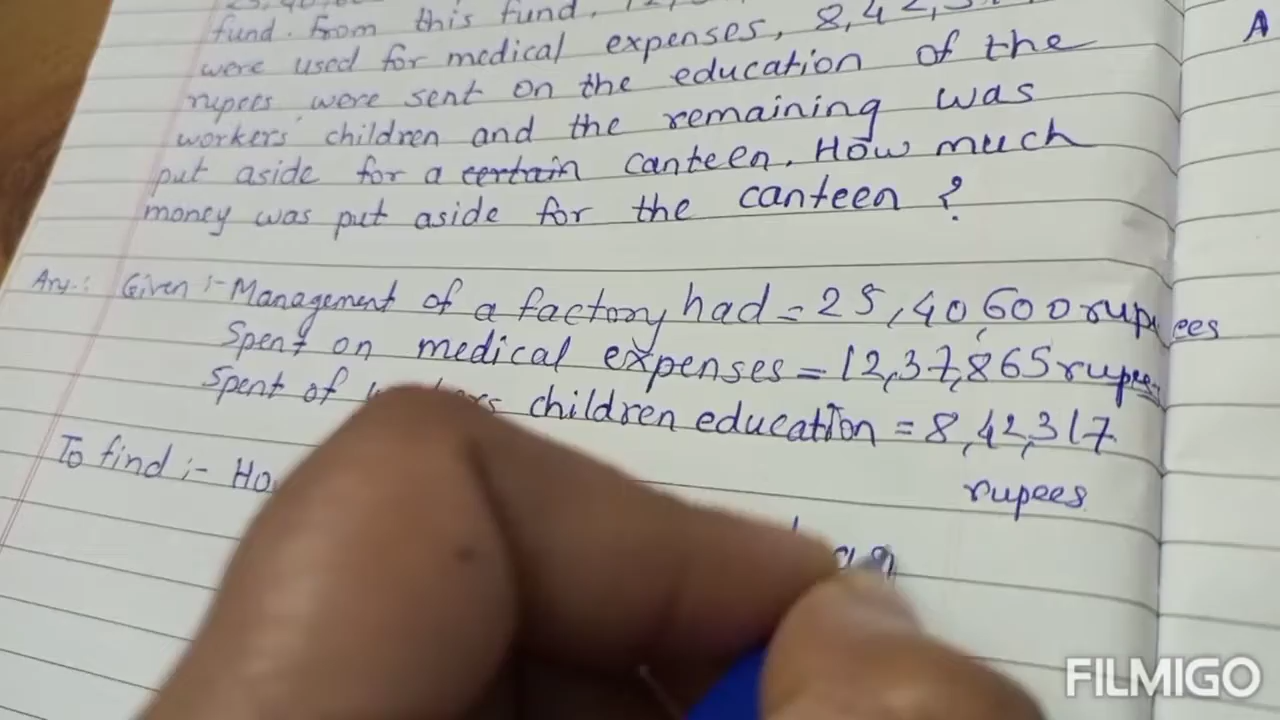 fund. From this fund,
were used for medical expenses, 8,42,
rupees were sent on the education of the
workers' children and the remaining was
put aside for a certain canteen. How much
money was put aside for the canteen ?
Ans.: Given :- Management of a factory had = 25,40,600 rupees
Spent on medical expenses = 12,37,865 rupees
Spent of children education = 8,42,317
rupees
To find :-
A
FILMIGO